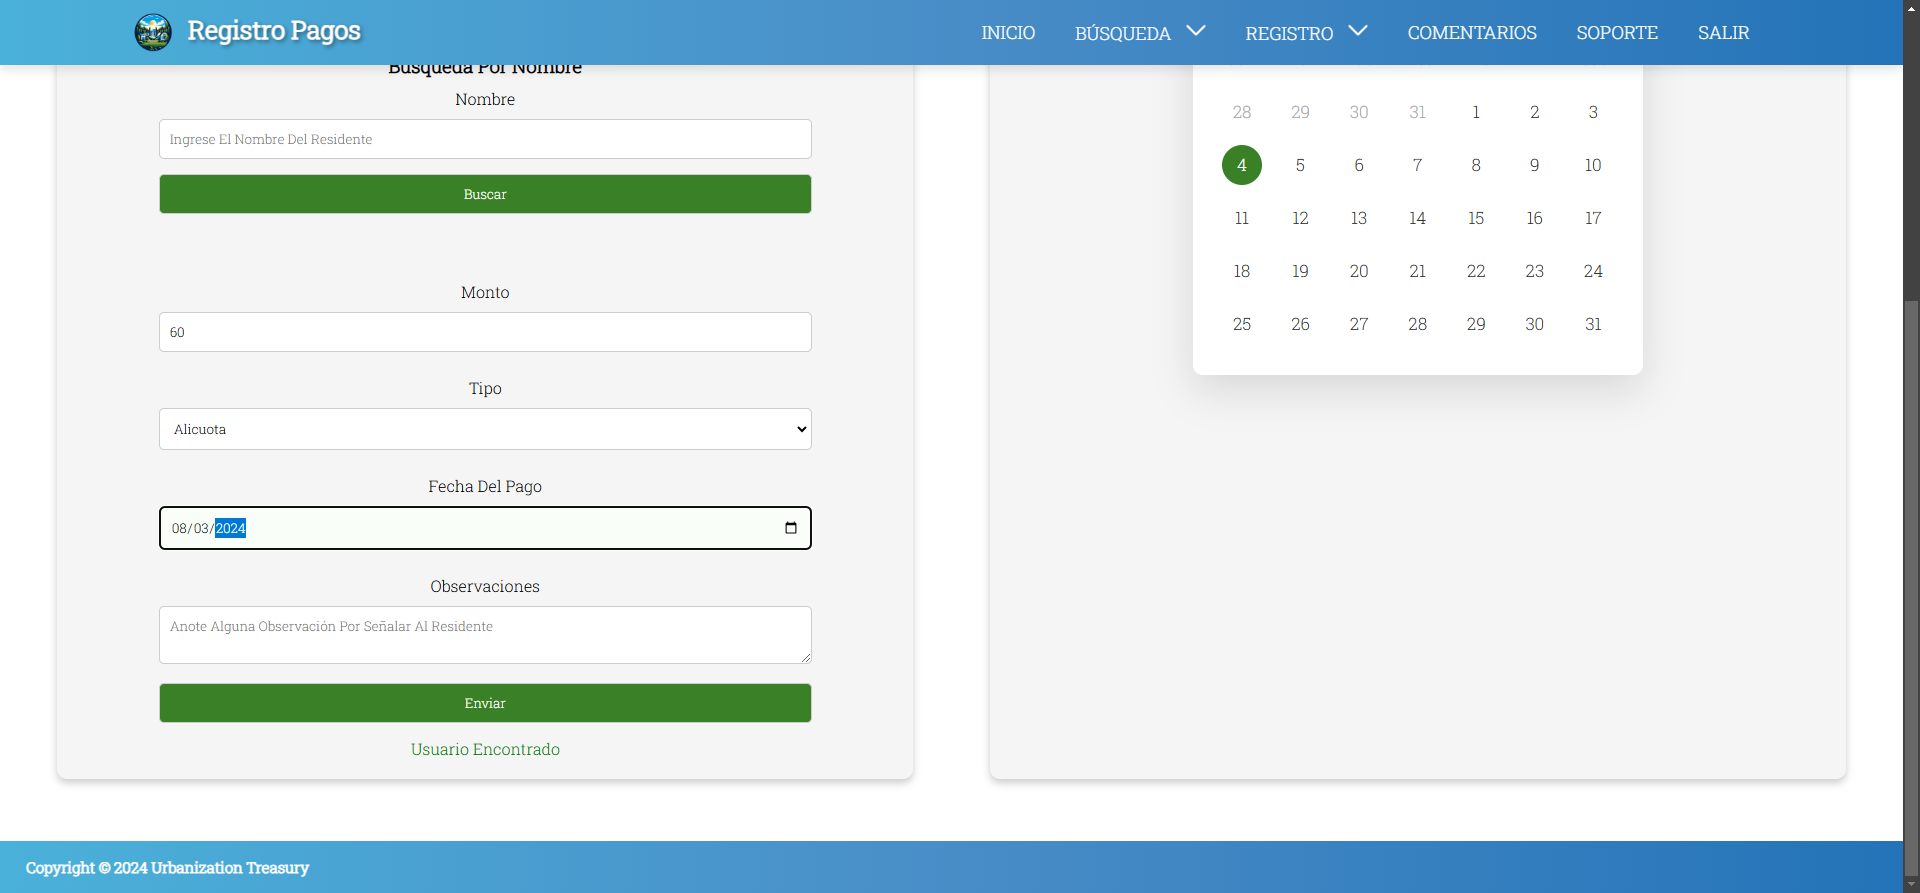 Registro Pagos
INICIO
BÚSQUEDA
REGISTRO
COMENTARIOS
SOPORTE
SALIR
Busqueda Por Nombre
Nombre
Ingrese El Nombre Del Residente
Buscar
Monto
60
Tipo
Alicuota
Fecha Del Pago
08/03/2024
Observaciones
Anote Alguna Observación Por Señalar Al Residente
Enviar
Usuario Encontrado
28 29 30 31 1 2 3
4 5 6 7 8 9 10
11 12 13 14 15 16 17
18 19 20 21 22 23 24
25 26 27 28 29 30 31
Copyright © 2024 Urbanization Treasury